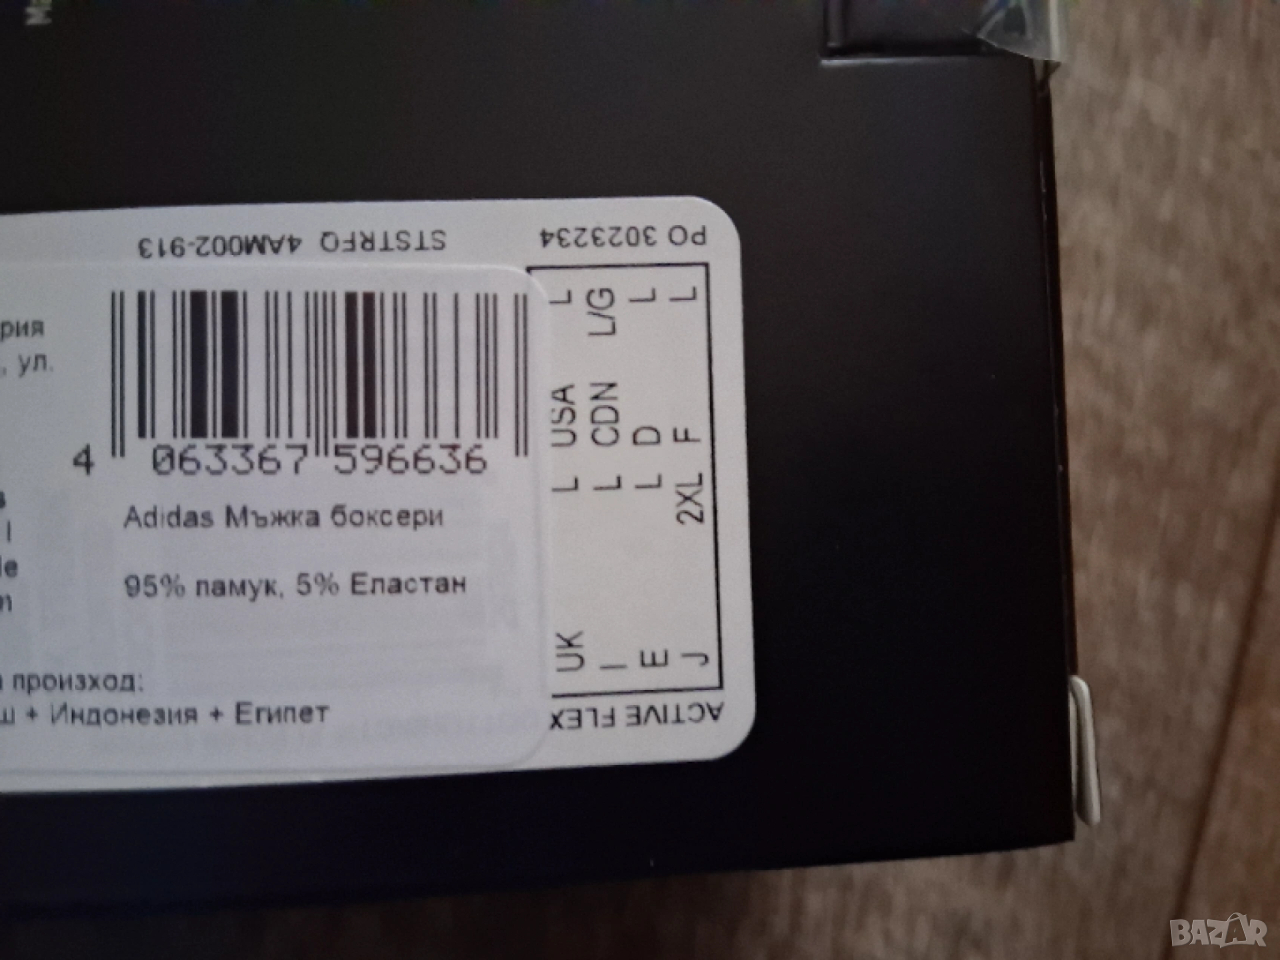 STSTRFQ 4AM002-913
PO 3023234
рия
, ул.
4 063367 596636
Adidas Мъжка боксери
95% памук, 5% Еластан
произход:
ш + Индонезия + Египет
UK L USA L
I L CDN L/G
E L D L
J 2XL F L
ACTIVE FLEX
BAZAR